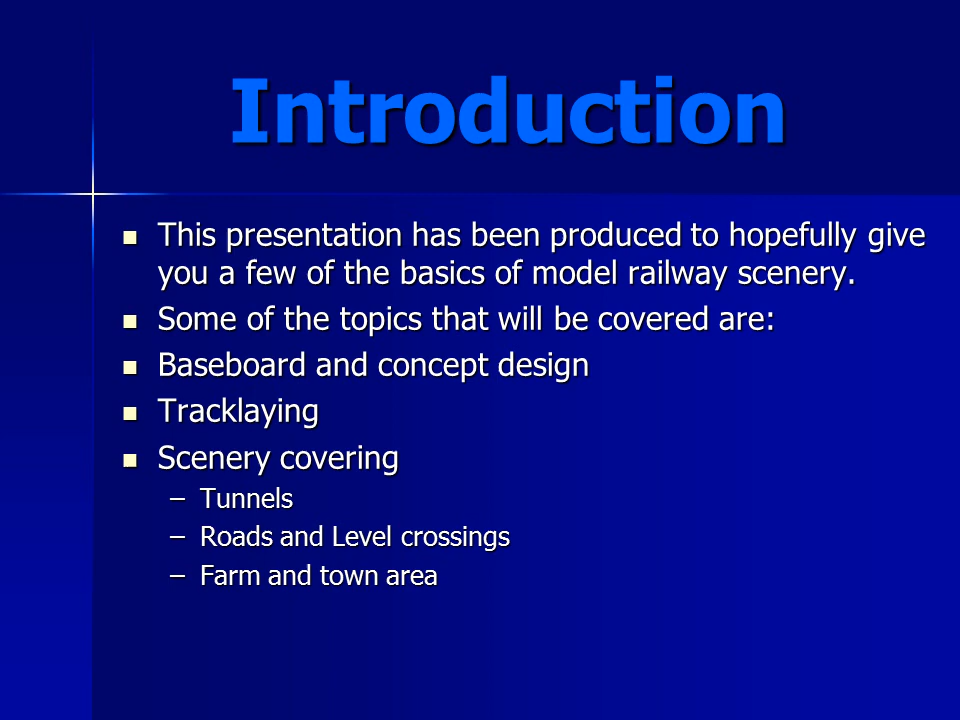 Introduction
This presentation has been produced to hopefully give
you a few of the basics of model railway scenery.
Some of the topics that will be covered are:
Baseboard and concept design
Tracklaying
Scenery covering
– Tunnels
– Roads and Level crossings
– Farm and town area